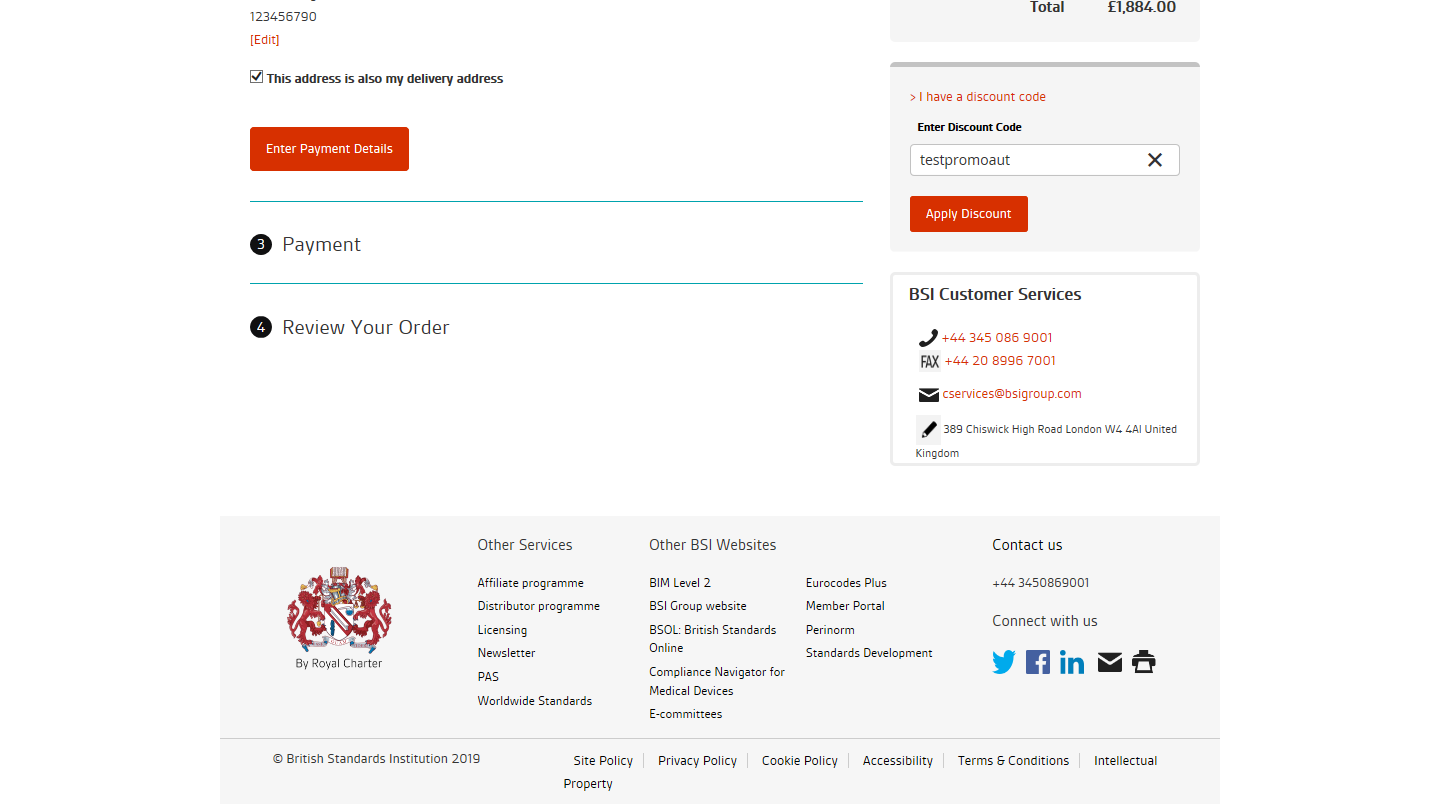 123456790
[Edit]
This address is also my delivery address
Enter Payment Details
3 Payment
4 Review Your Order
Total £1,884.00
> I have a discount code
Enter Discount Code
testpromoaut
Apply Discount
BSI Customer Services
+44 345 086 9001
FAX +44 20 8996 7001
cservices@bsigroup.com
389 Chiswick High Road London W4 4Al United
Kingdom
By Royal Charter
Other Services
Affiliate programme
Distributor programme
Licensing
Newsletter
PAS
Worldwide Standards
Other BSI Websites
BIM Level 2
BSI Group website
BSOL: British Standards
Online
Compliance Navigator for
Medical Devices
E-committees
Eurocodes Plus
Member Portal
Perinorm
Standards Development
Contact us
+44 3450869001
Connect with us
© British Standards Institution 2019
Site Policy Privacy Policy Cookie Policy Accessibility Terms & Conditions Intellectual
Property